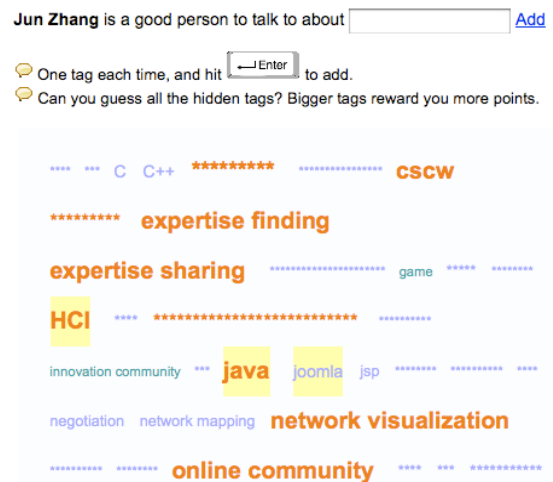 Jun Zhang is a good person to talk to about Add
One tag each time, and hit Enter to add.
Can you guess all the hidden tags? Bigger tags reward you more points.
**** *** C C++ ********* **************** cscw
********* expertise finding
expertise sharing ********************** game ***** ********
HCI **** ************************** **********
innovation community *** java joomla jsp ******** ********** ****
negotiation network mapping network visualization
********** ******** online community **** *** ***********